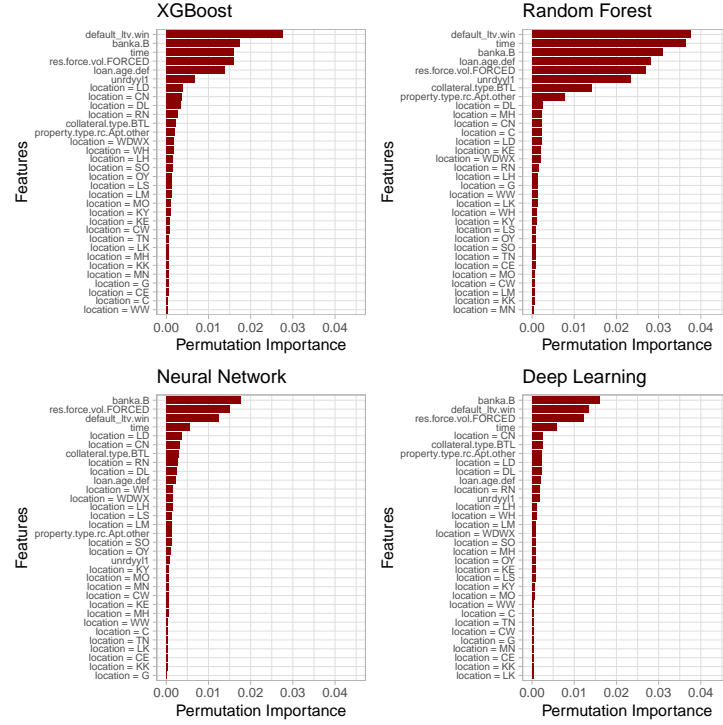 XGBoost
default_ltv.win
banka.B
time
res.force.vol.FORCED
loan.age.def
unrdyyl1
location = LD
location = CN
location = DL
location = RN
collateral.type.BTL
property.type.rc.Apt.other
location = WDWX
location = WH
location = LH
location = SO
location = OY
location = LS
location = LM
location = MO
location = KY
location = KE
location = CW
location = TN
location = LK
location = MH
location = KK
location = MN
location = G
location = CE
location = C
location = WW
0.00 0.01 0.02 0.03 0.04
Permutation Importance
Features
Random Forest
default_ltv.win
time
banka.B
loan.age.def
res.force.vol.FORCED
unrdyyl1
collateral.type.BTL
property.type.rc.Apt.other
location = DL
location = MH
location = CN
location = C
location = LD
location = KE
location = WDWX
location = RN
location = LH
location = G
location = WW
location = LK
location = WH
location = KY
location = LS
location = OY
location = SO
location = TN
location = CE
location = MO
location = CW
location = LM
location = KK
location = MN
0.00 0.01 0.02 0.03 0.04
Permutation Importance
Features
Neural Network
banka.B
res.force.vol.FORCED
default_ltv.win
time
location = LD
location = CN
collateral.type.BTL
location = RN
location = DL
loan.age.def
location = WH
location = WDWX
location = LH
location = LS
location = LM
property.type.rc.Apt.other
location = SO
location = OY
unrdyyl1
location = KY
location = MO
location = MN
location = CW
location = KE
location = MH
location = WW
location = C
location = TN
location = LK
location = CE
location = KK
location = G
0.00 0.01 0.02 0.03 0.04
Permutation Importance
Features
Deep Learning
banka.B
default_ltv.win
res.force.vol.FORCED
time
location = CN
collateral.type.BTL
property.type.rc.Apt.other
location = LD
location = DL
loan.age.def
location = RN
unrdyyl1
location = LH
location = WH
location = LM
location = WDWX
location = SO
location = MH
location = OY
location = KE
location = LS
location = KY
location = MO
location = WW
location = C
location = TN
location = CW
location = G
location = MN
location = CE
location = KK
location = LK
0.00 0.01 0.02 0.03 0.04
Permutation Importance
Features